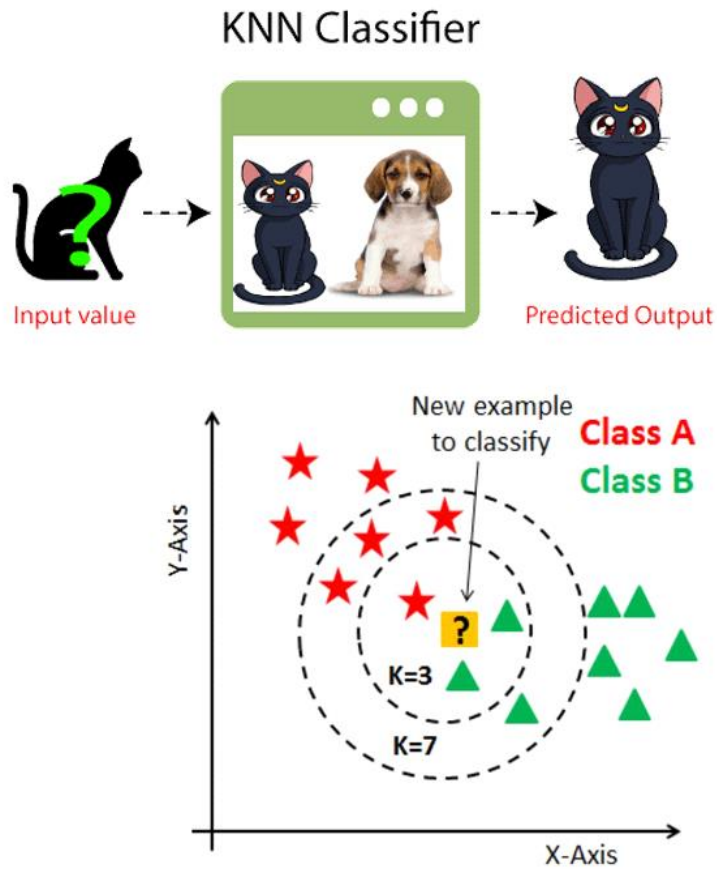 KNN Classifier
?
Input value
Predicted Output
New example
to classify
Class A
Class B
Y-Axis
?
K=3
K=7
X-Axis